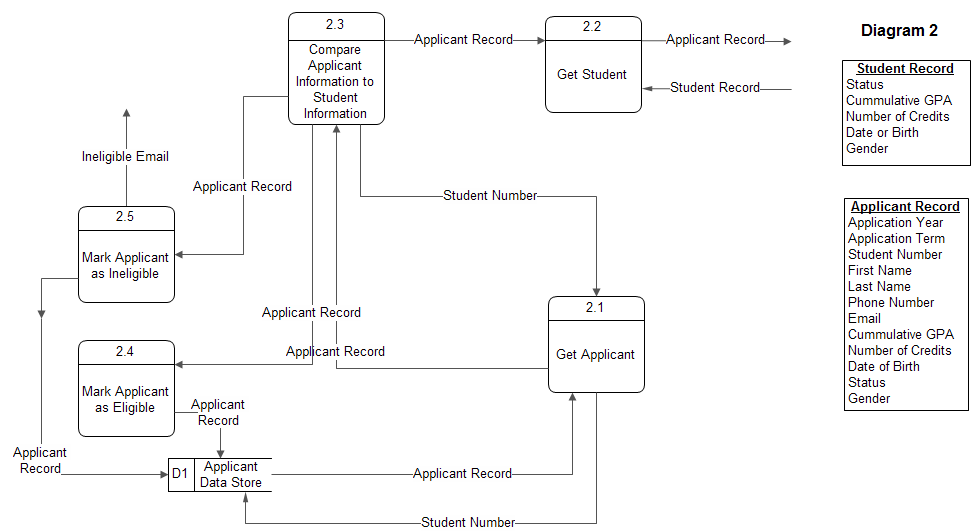 2.3
Compare
Applicant
Information to
Student
Information
Applicant Record
2.2
Get Student
Applicant Record
Student Record
Diagram 2
Student Record
Status
Cummulative GPA
Number of Credits
Date or Birth
Gender
Ineligible Email
Applicant Record
Student Number
2.5
Mark Applicant
as Ineligible
Applicant Record
Applicant Record
Applicant Record
Application Year
Application Term
Student Number
First Name
Last Name
Phone Number
Email
Cummulative GPA
Number of Credits
Date of Birth
Status
Gender
2.1
Get Applicant
2.4
Mark Applicant
as Eligible
Applicant
Record
Applicant
Record
D1
Applicant
Data Store
Applicant Record
Student Number